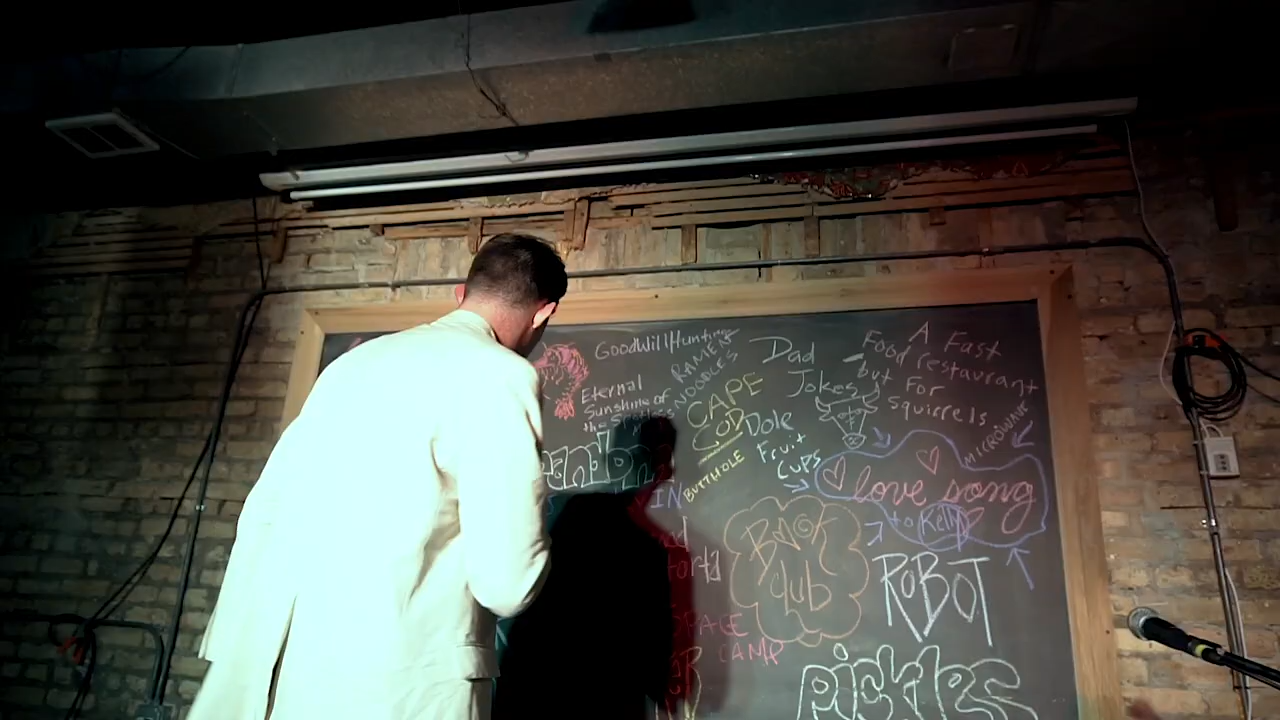 GoodWillHunting
RAMEN
NOODLES
Eternal
Sunshine of
the Spotless
CAPE
COD
BUTTHOLE
Dad
Jokes
Dole
Fruit
Cups
A Fast
Food restaurant
but For
Squirrels
MICROWAVE
love song
to Kelly
IN
Book
Club
ROBOT
SPACE
CAMP
pickles